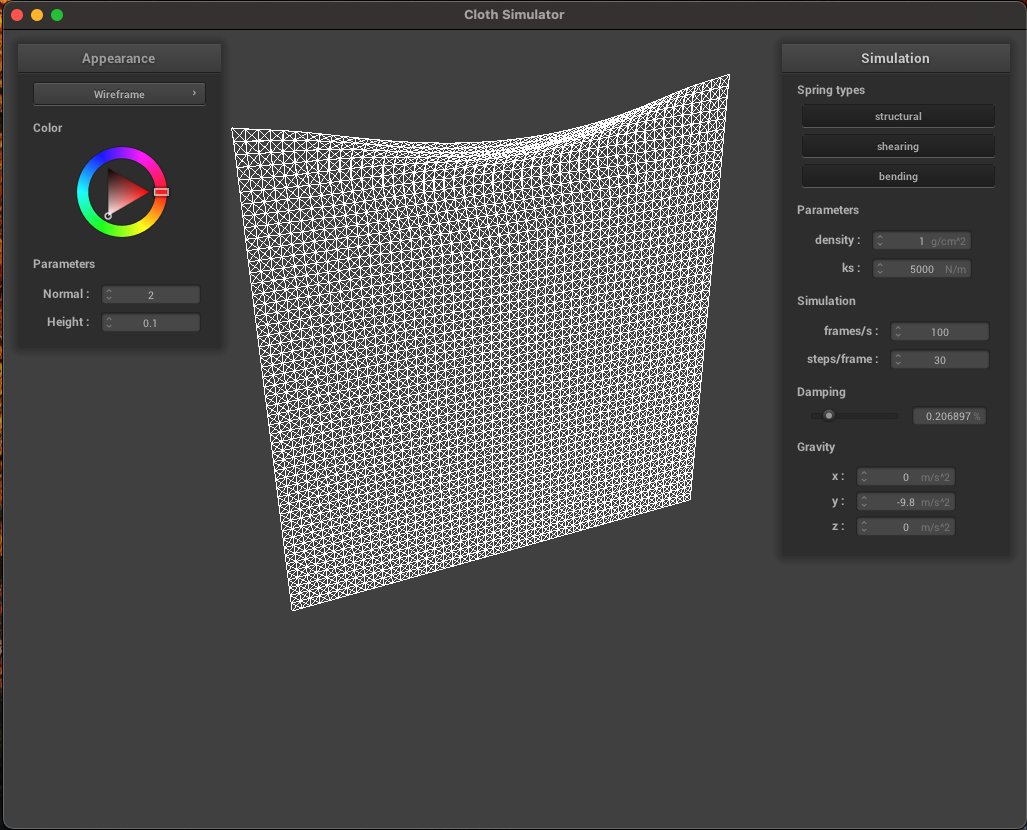 Cloth Simulator
Appearance
Wireframe
Color
Parameters
Normal : 2
Height : 0.1
Simulation
Spring types
structural
shearing
bending
Parameters
density : 1 g/cm^2
ks : 5000 N/m
Simulation
frames/s : 100
steps/frame : 30
Damping
0.206897 %
Gravity
x : 0 m/s^2
y : -9.8 m/s^2
z : 0 m/s^2